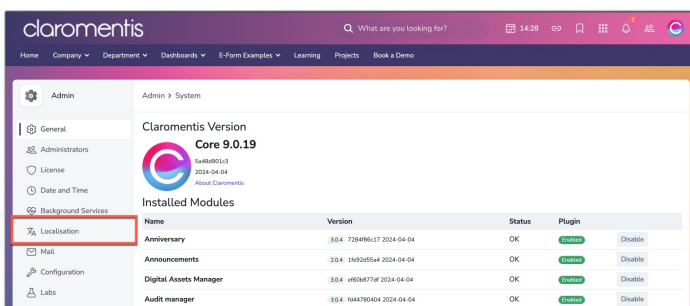 claromentis
What are you looking for?
14:28
Home Company Department Dashboards E-Form Examples Learning Projects Book a Demo
Admin
Admin > System
General
Administrators
License
Date and Time
Background Services
Localisation
Mail
Configuration
Labs
Claromentis Version
Core 9.0.19
5a48d901c3
2024-04-04
About Claromentis
Installed Modules
Name Version Status Plugin
Anniversary 3.0.4 7284f86c17 2024-04-04 OK Enabled Disable
Announcements 2.0.4 1fe92d55a4 2024-04-04 OK Enabled Disable
Digital Assets Manager 3.0.4 ef60b877df 2024-04-04 OK Enabled Disable
Audit manager 3.0.4 fd44780404 2024-04-04 OK Enabled Disable